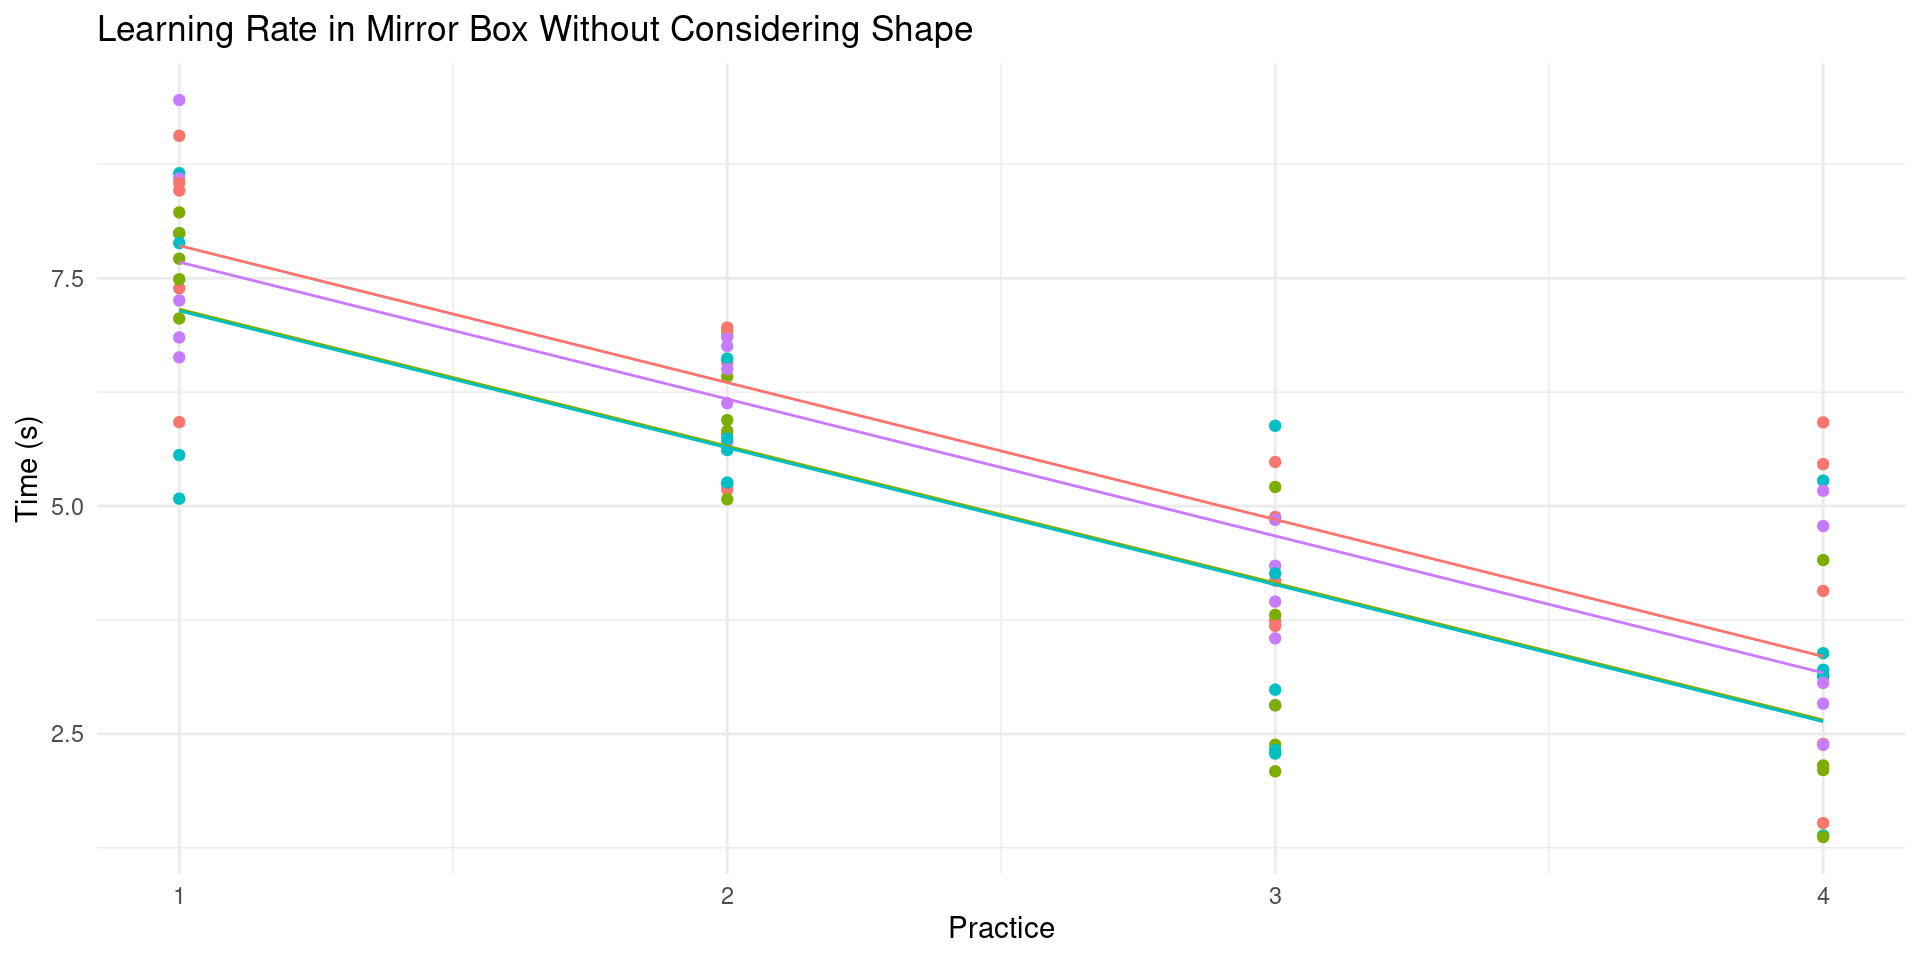 Learning Rate in Mirror Box Without Considering Shape
Time (s)
7.5
5.0
2.5
1 2 3 4
Practice